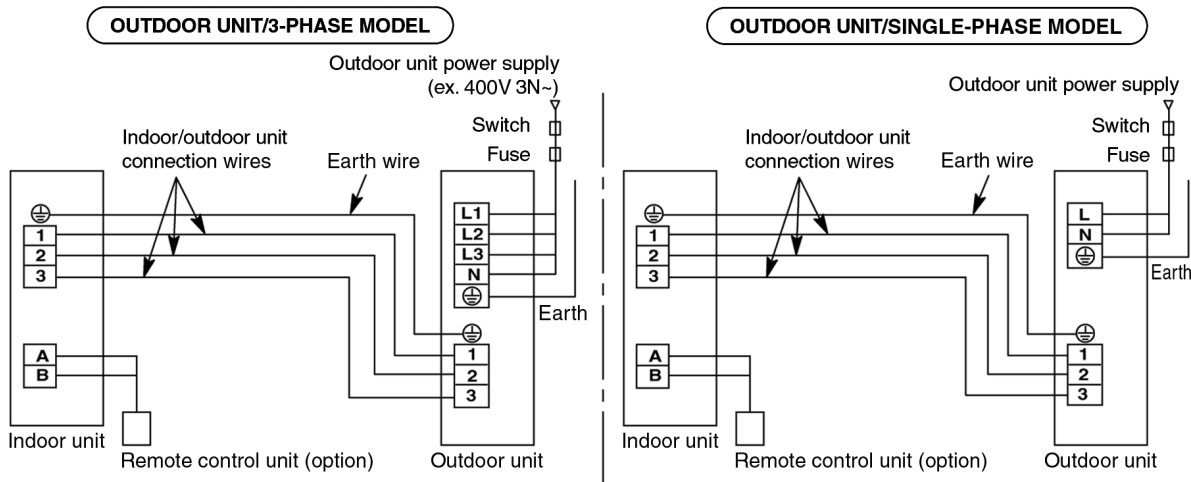 OUTDOOR UNIT/3-PHASE MODEL
Outdoor unit power supply
(ex. 400V 3N~)
Switch
Fuse
Indoor/outdoor unit
connection wires
Earth wire
1
2
3
A
B
L1
L2
L3
N
Earth
1
2
3
Indoor unit
Remote control unit (option)
Outdoor unit
OUTDOOR UNIT/SINGLE-PHASE MODEL
Outdoor unit power supply
Switch
Fuse
Indoor/outdoor unit
connection wires
Earth wire
1
2
3
A
B
L
N
Earth
1
2
3
Indoor unit
Remote control unit (option)
Outdoor unit